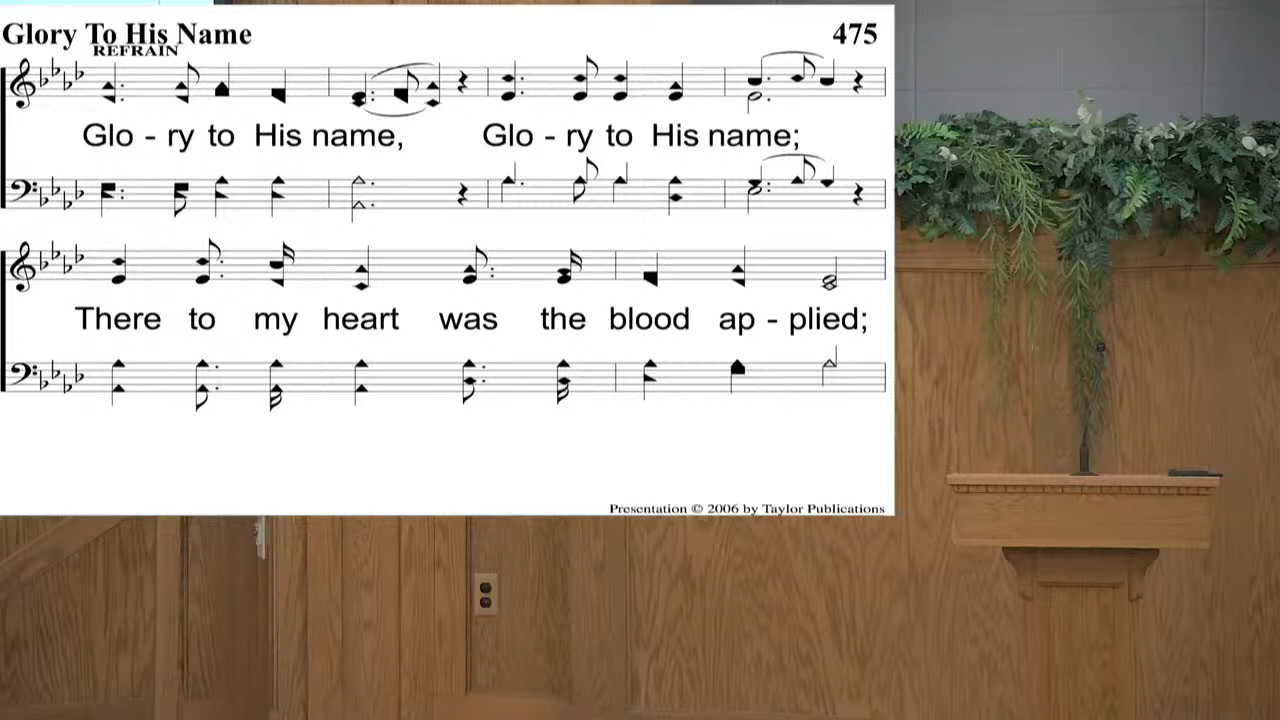 Glory To His Name 475
REFRAIN
Glo - ry to His name, Glo - ry to His name;
There to my heart was the blood ap - plied;
Presentation © 2006 by Taylor Publications